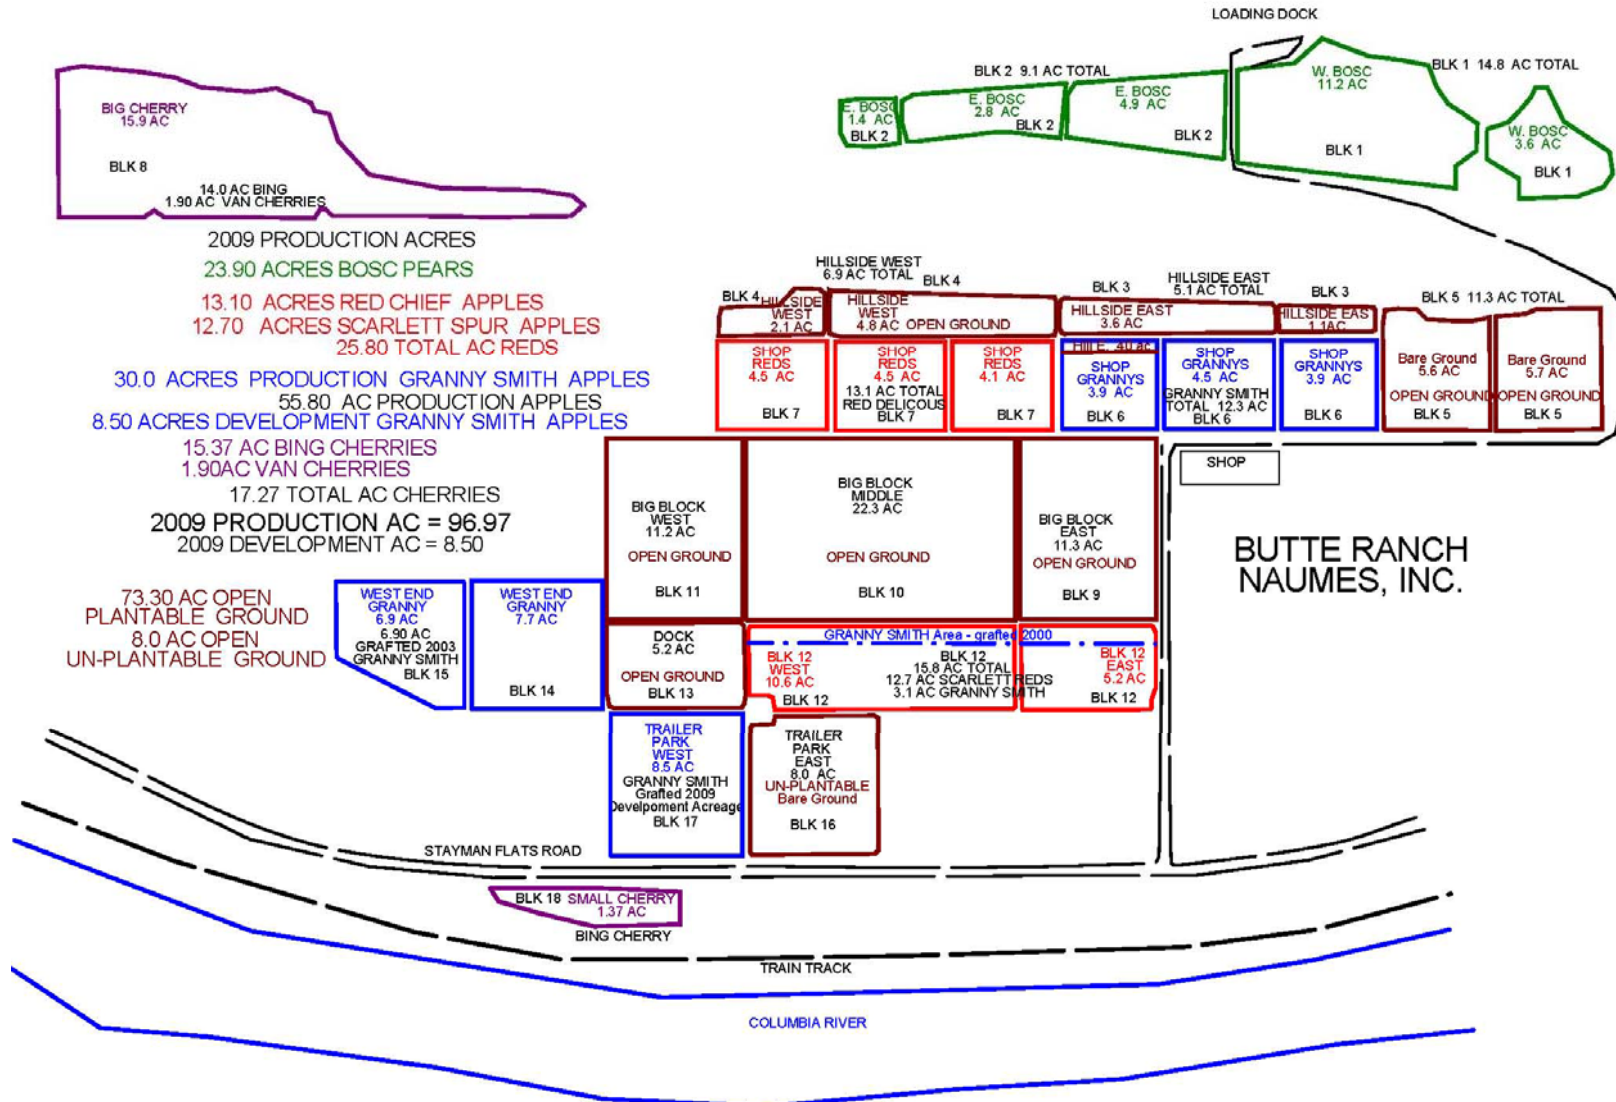 LOADING DOCK
BLK 2 9.1 AC TOTAL
W. BOSC
11.2 AC
BLK 1 14.8 AC TOTAL
E. BOSC
1.4 AC
BLK 2
E. BOSC
2.8 AC
BLK 2
E. BOSC
4.9 AC
BLK 2
BLK 1
W. BOSC
3.6 AC
BLK 1
BIG CHERRY
15.9 AC
BLK 8
14.0 AC BING
1.90 AC VAN CHERRIES
2009 PRODUCTION ACRES
23.90 ACRES BOSC PEARS
13.10 ACRES RED CHIEF APPLES
12.70 ACRES SCARLETT SPUR APPLES
25.80 TOTAL AC REDS
30.0 ACRES PRODUCTION GRANNY SMITH APPLES
55.80 AC PRODUCTION APPLES
8.50 ACRES DEVELOPMENT GRANNY SMITH APPLES
15.37 AC BING CHERRIES
1.90AC VAN CHERRIES
17.27 TOTAL AC CHERRIES
2009 PRODUCTION AC = 96.97
2009 DEVELOPMENT AC = 8.50
73.30 AC OPEN
PLANTABLE GROUND
8.0 AC OPEN
UN-PLANTABLE GROUND
HILLSIDE WEST
6.9 AC TOTAL
BLK 4
BLK 4
HILLSIDE
WEST
2.1 AC
HILLSIDE
WEST
4.8 AC OPEN GROUND
HILLSIDE EAST
5.1 AC TOTAL
BLK 3
BLK 3
HILLSIDE EAST
3.6 AC
HILLSIDE EAS
1.1AC
BLK 5 11.3 AC TOTAL
Bare Ground
5.6 AC
OPEN GROUND
BLK 5
Bare Ground
5.7 AC
OPEN GROUND
BLK 5
SHOP
REDS
4.5 AC
BLK 7
SHOP
REDS
4.5 AC
13.1 AC TOTAL
RED DELICOUS
BLK 7
SHOP
REDS
4.1 AC
BLK 7
Hill E. .40 ac
SHOP
GRANNYS
3.9 AC
BLK 6
SHOP
GRANNYS
4.5 AC
GRANNY SMITH
TOTAL 12.3 AC
BLK 6
SHOP
GRANNYS
3.9 AC
BLK 6
SHOP
BIG BLOCK
WEST
11.2 AC
OPEN GROUND
BLK 11
BIG BLOCK
MIDDLE
22.3 AC
OPEN GROUND
BLK 10
BIG BLOCK
EAST
11.3 AC
OPEN GROUND
BLK 9
BUTTE RANCH
NAUMES, INC.
WEST END
GRANNY
6.9 AC
6.90 AC
GRAFTED 2003
GRANNY SMITH
BLK 15
WEST END
GRANNY
7.7 AC
BLK 14
DOCK
5.2 AC
OPEN GROUND
BLK 13
GRANNY SMITH Area - grafted 2000
BLK 12
WEST
10.6 AC
BLK 12
BLK 12
15.8 AC TOTAL
12.7 AC SCARLETT REDS
3.1 AC GRANNY SMITH
BLK 12
EAST
5.2 AC
BLK 12
TRAILER
PARK
WEST
8.5 AC
GRANNY SMITH
Grafted 2009
Develpoment Acreage
BLK 17
TRAILER
PARK
EAST
8.0 AC
UN-PLANTABLE
Bare Ground
BLK 16
STAYMAN FLATS ROAD
BLK 18 SMALL CHERRY
1.37 AC
BING CHERRY
TRAIN TRACK
COLUMBIA RIVER